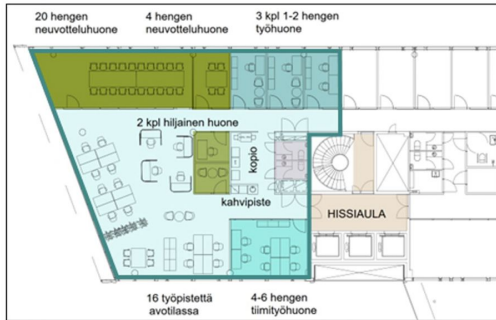 20 hengen
neuvotteluhuone
4 hengen
neuvotteluhuone
3 kpl 1-2 hengen
työhuone
2 kpl hiljainen huone
kopio
kahvipiste
HISSIAULA
16 työpistettä
avotilassa
4-6 hengen
tiimityöhuone